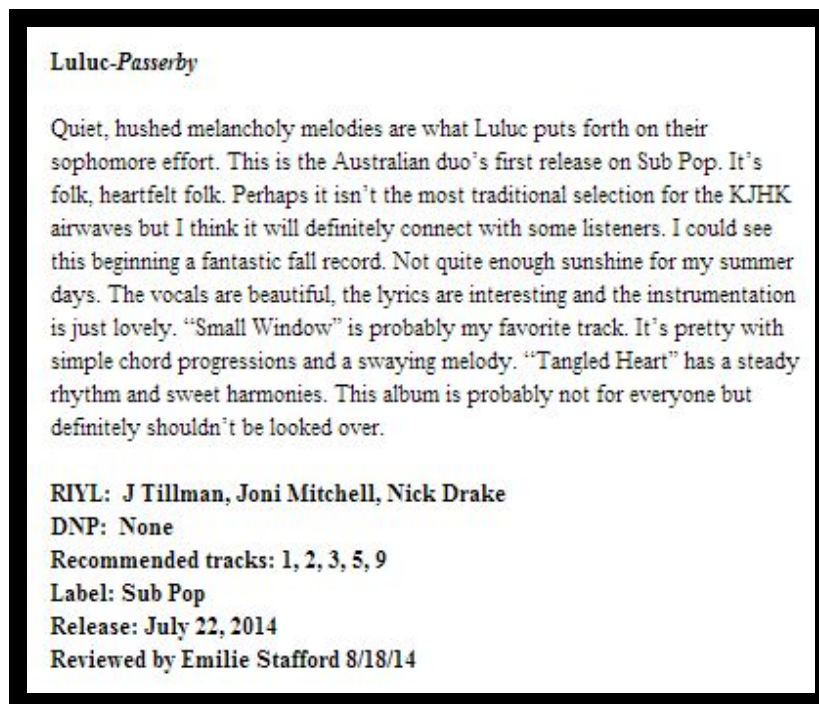 Luluc-Passerby
Quiet, hushed melancholy melodies are what Luluc puts forth on their
sophomore effort. This is the Australian duo's first release on Sub Pop. It's
folk, heartfelt folk. Perhaps it isn't the most traditional selection for the KJHK
airwaves but I think it will definitely connect with some listeners. I could see
this beginning a fantastic fall record. Not quite enough sunshine for my summer
days. The vocals are beautiful, the lyrics are interesting and the instrumentation
is just lovely. “Small Window” is probably my favorite track. It's pretty with
simple chord progressions and a swaying melody. “Tangled Heart” has a steady
rhythm and sweet harmonies. This album is probably not for everyone but
definitely shouldn't be looked over.
RIYL:  J Tillman, Joni Mitchell, Nick Drake
DNP:  None
Recommended tracks: 1, 2, 3, 5, 9
Label: Sub Pop
Release: July 22, 2014
Reviewed by Emilie Stafford 8/18/14